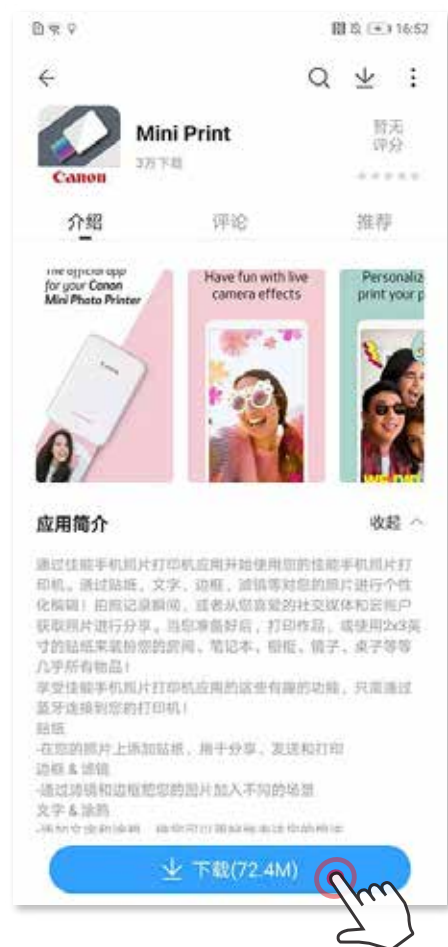 16:52
Mini Print
暂无
评分
Canon
3万下载
介绍
评论
推荐
The official app
for your Canon
Mini Photo Printer
Have fun with live
camera effects
Personaliz
print your p
Canon
应用简介
收起
通过佳能手机照片打印机应用开始使用您的佳能手机照片打
印机。通过贴纸、文字、边框、滤镜等对您的照片进行个性
化编辑！拍照记录瞬间，或者从您喜爱的社交媒体和云账户
获取照片进行分享。当您准备好后，打印作品，或使用2x3英
寸的贴纸来装扮您的房间、笔记本、橱柜、镜子、桌子等等
几乎所有物品！
享受佳能手机照片打印机应用的这些有趣的功能，只需通过
蓝牙连接到您的打印机！
贴纸
-在您的照片上添加贴纸，用于分享、发送和打印
边框 & 滤镜
-通过滤镜和边框把您的图片加入不同的场景
文字 & 涂鸦
下载(72.4M)